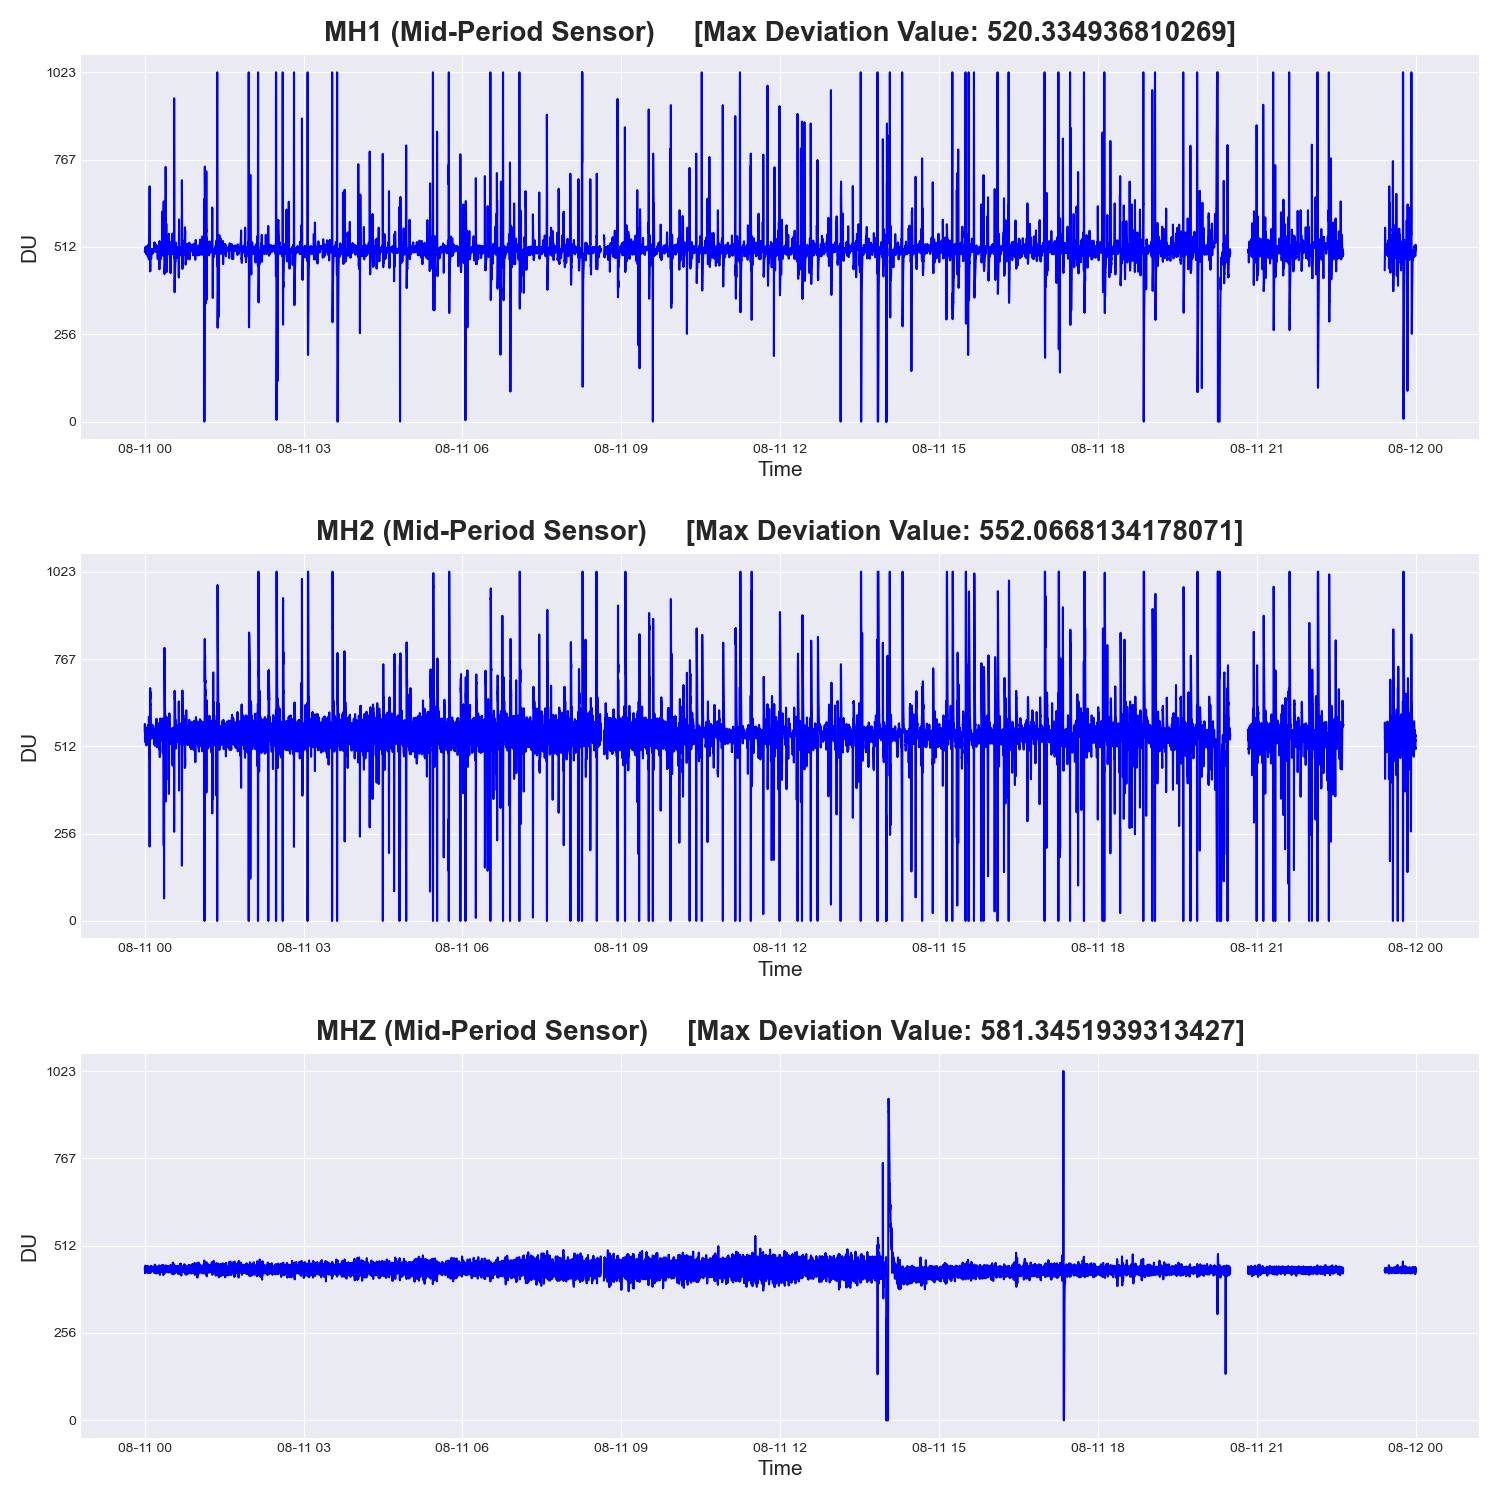 MH1 (Mid-Period Sensor) [Max Deviation Value: 520.334936810269]
1023
767
512
256
0
DU
08-11 00 08-11 03 08-11 06 08-11 09 08-11 12 08-11 15 08-11 18 08-11 21 08-12 00
Time
MH2 (Mid-Period Sensor) [Max Deviation Value: 552.0668134178071]
1023
767
512
256
0
DU
08-11 00 08-11 03 08-11 06 08-11 09 08-11 12 08-11 15 08-11 18 08-11 21 08-12 00
Time
MHZ (Mid-Period Sensor) [Max Deviation Value: 581.3451939313427]
1023
767
512
256
0
DU
08-11 00 08-11 03 08-11 06 08-11 09 08-11 12 08-11 15 08-11 18 08-11 21 08-12 00
Time